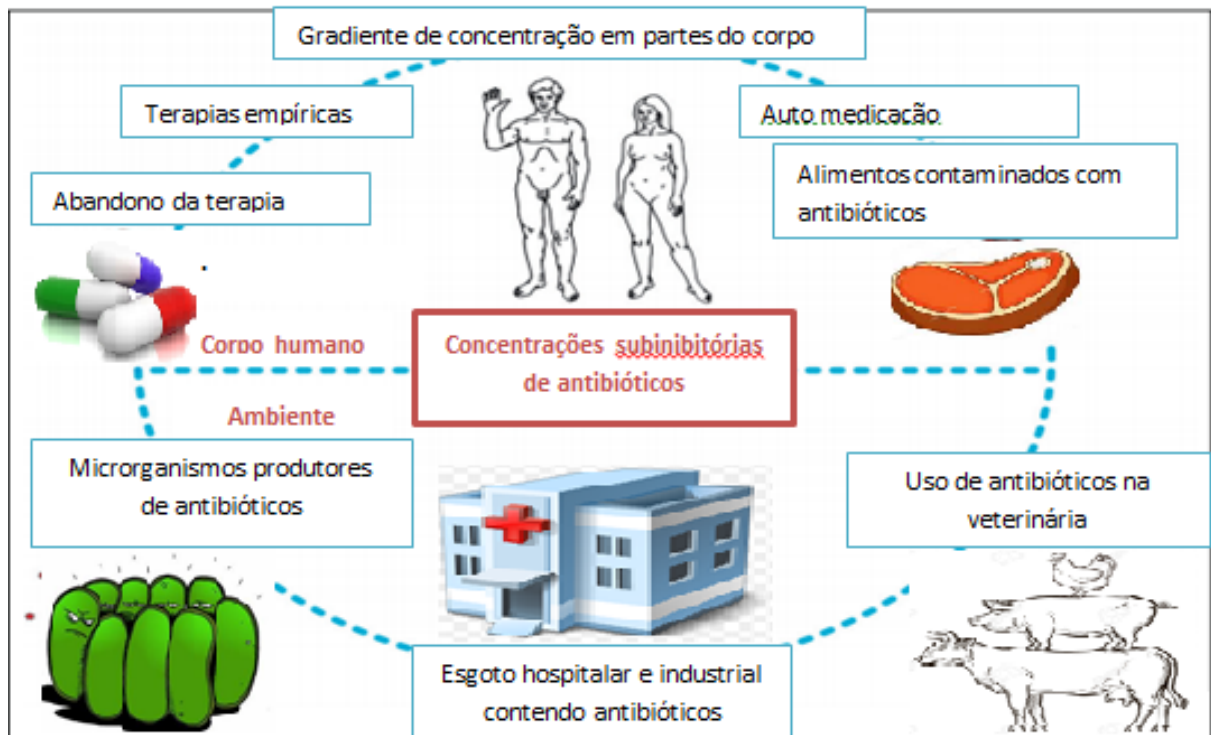 Gradiente de concentração em partes do corpo
Terapias empíricas
Auto medicação
Abandono da terapia
Alimentos contaminados com
antibióticos
Corpo humano
Concentrações subinibitórias
de antibióticos
Ambiente
Microrganismos produtores
de antibióticos
Uso de antibióticos na
veterinária
Esgoto hospitalar e industrial
contendo antibióticos